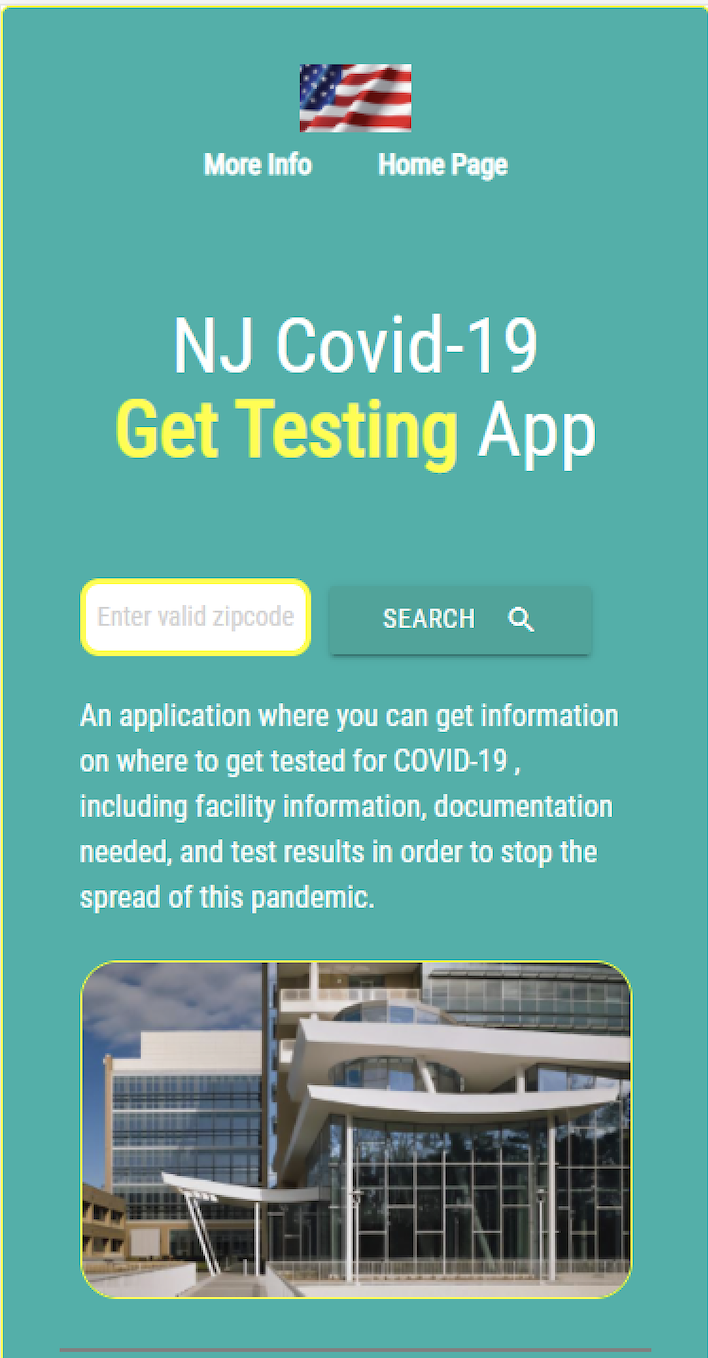 More Info Home Page
NJ Covid-19
Get Testing App
Enter valid zipcode SEARCH
An application where you can get information
on where to get tested for COVID-19 ,
including facility information, documentation
needed, and test results in order to stop the
spread of this pandemic.